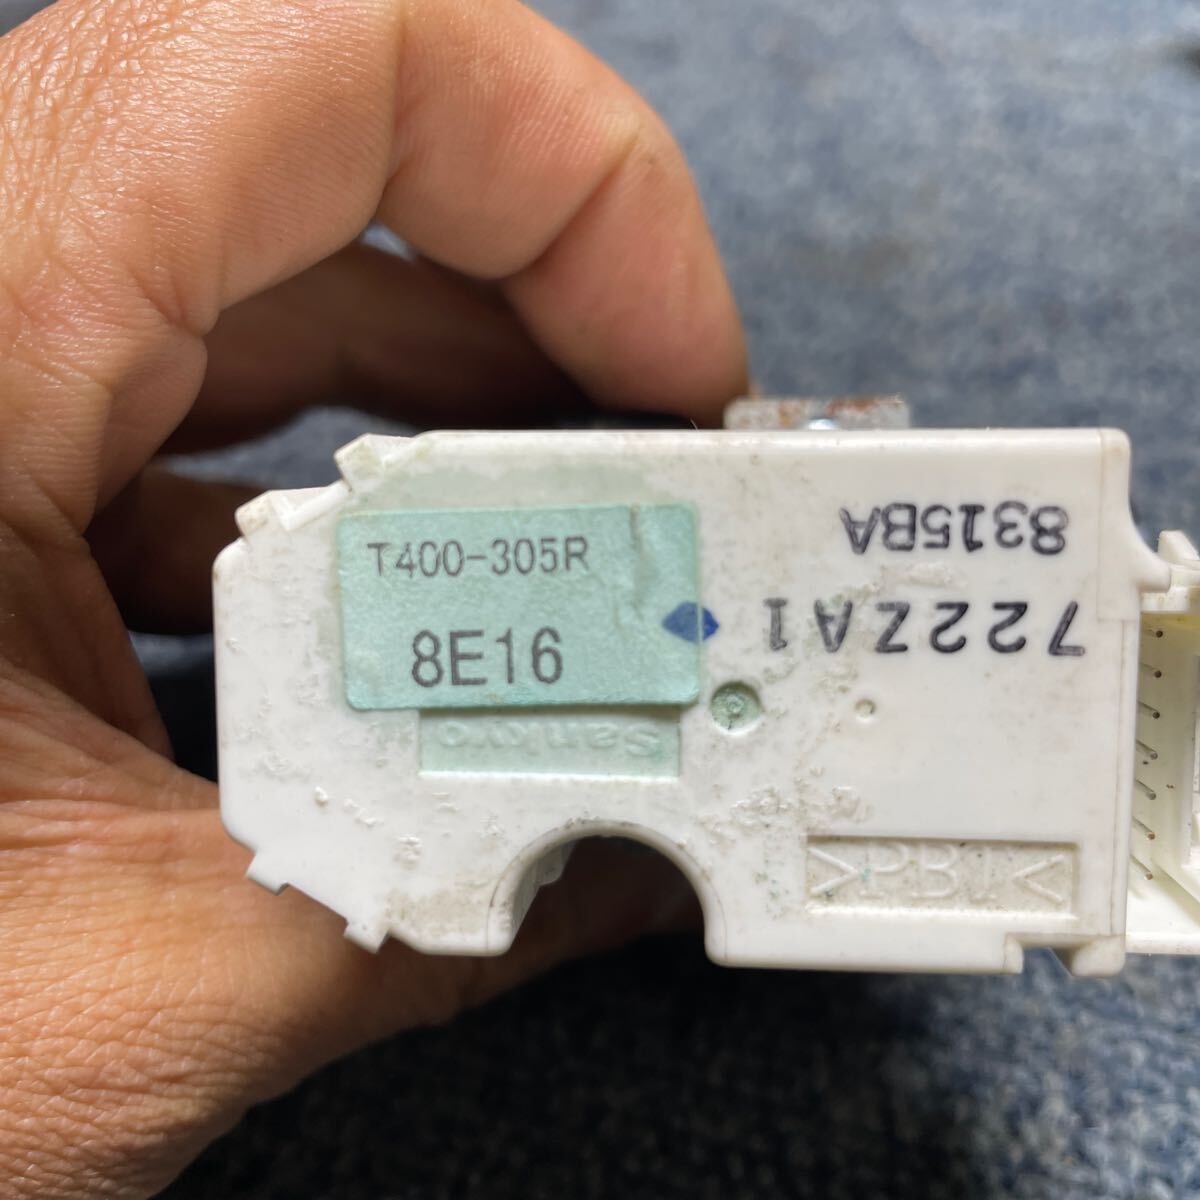 T400-305R
8E16
8315BA
722ZA1
Sankyo
>PBT<